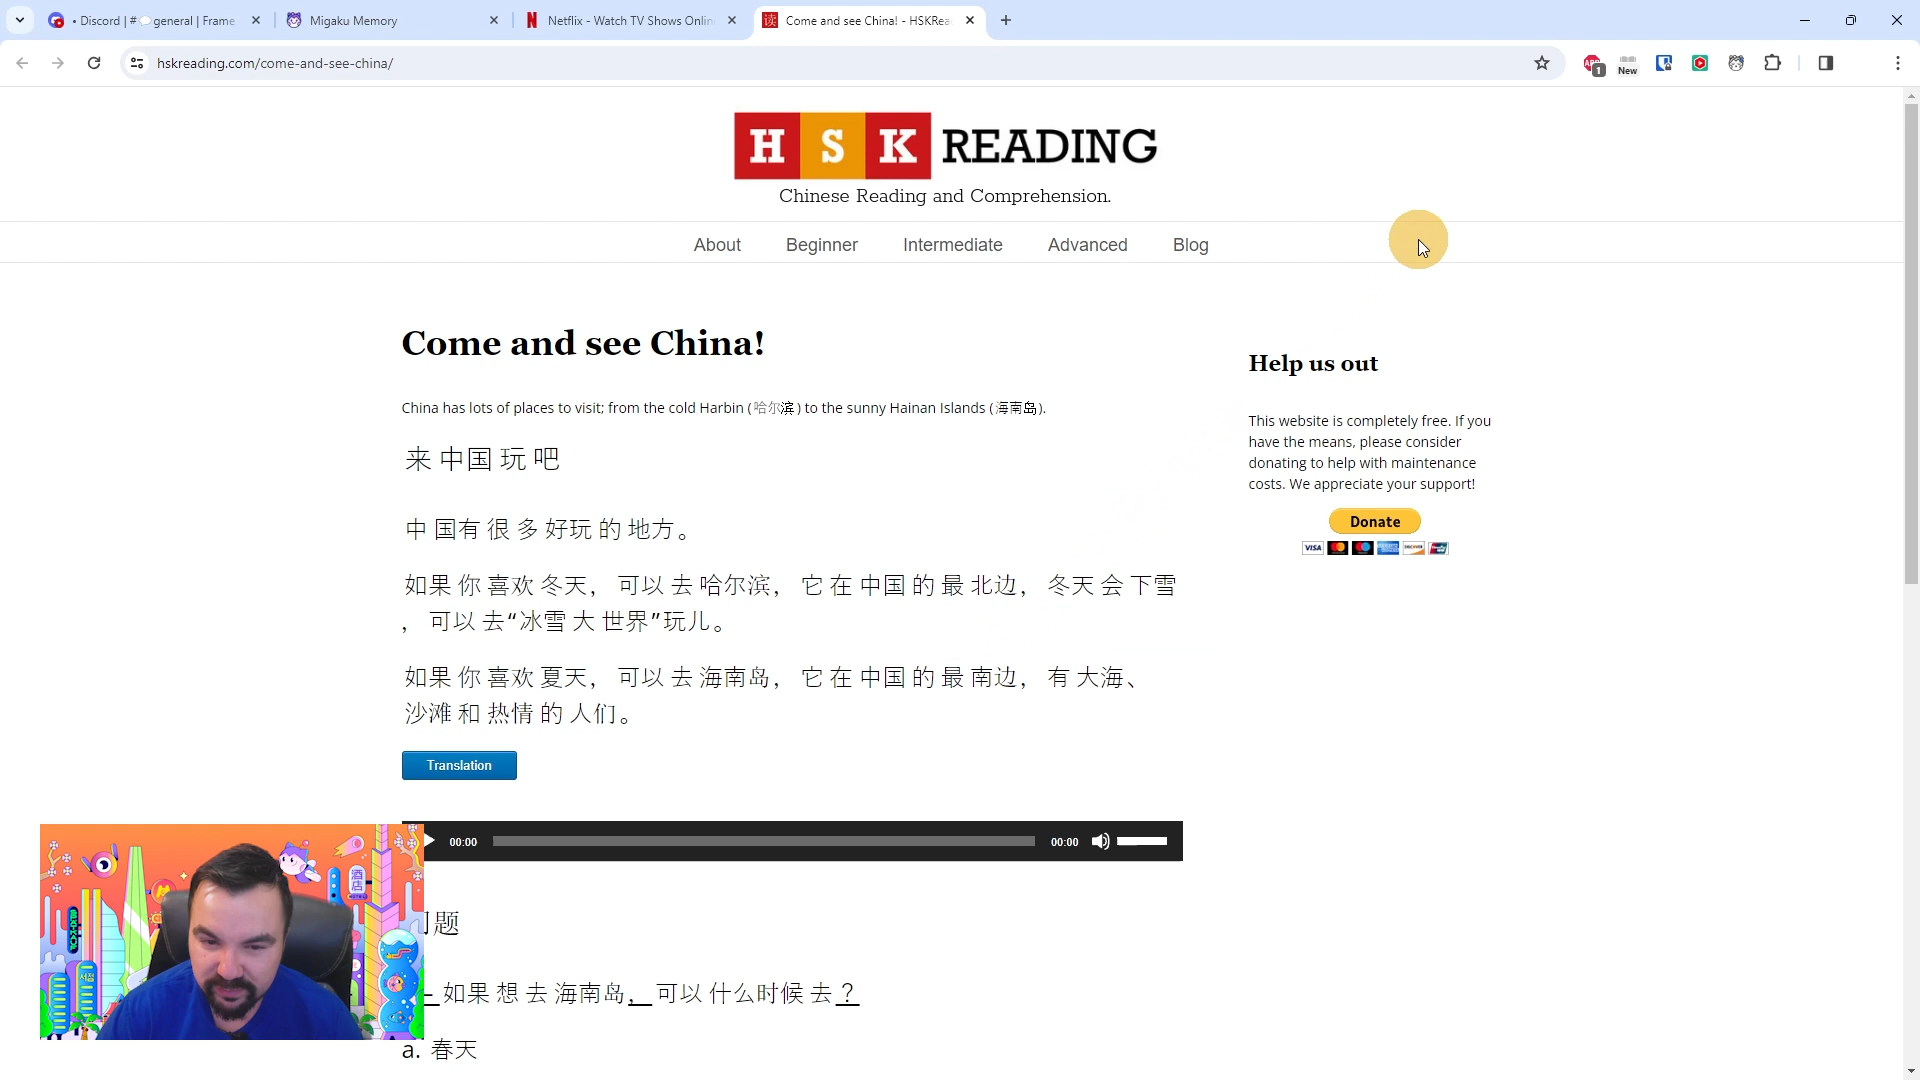 • Discord | # general | Frame
Migaku Memory
Netflix - Watch TV Shows Onlin
读 Come and see China! - HSKRea
hskreading.com/come-and-see-china/
ABP 1
New
HSK READING
Chinese Reading and Comprehension.
About Beginner Intermediate Advanced Blog
Come and see China!
China has lots of places to visit; from the cold Harbin (哈尔滨) to the sunny Hainan Islands (海南岛).
来 中国 玩 吧
中 国有 很 多 好玩 的 地方。
如果 你 喜欢 冬天， 可以 去 哈尔滨， 它 在 中国 的 最 北边， 冬天 会 下雪
， 可以 去“冰雪 大 世界”玩儿。
如果 你 喜欢 夏天， 可以 去 海南岛， 它 在 中国 的 最 南边， 有 大海、
沙滩 和 热情 的 人们。
Translation
Help us out
This website is completely free. If you
have the means, please consider
donating to help with maintenance
costs. We appreciate your support!
Donate
VISA
00:00 00:00
题
如果 想 去 海南岛， 可以 什么时候 去？
a. 春天
酒店
서점